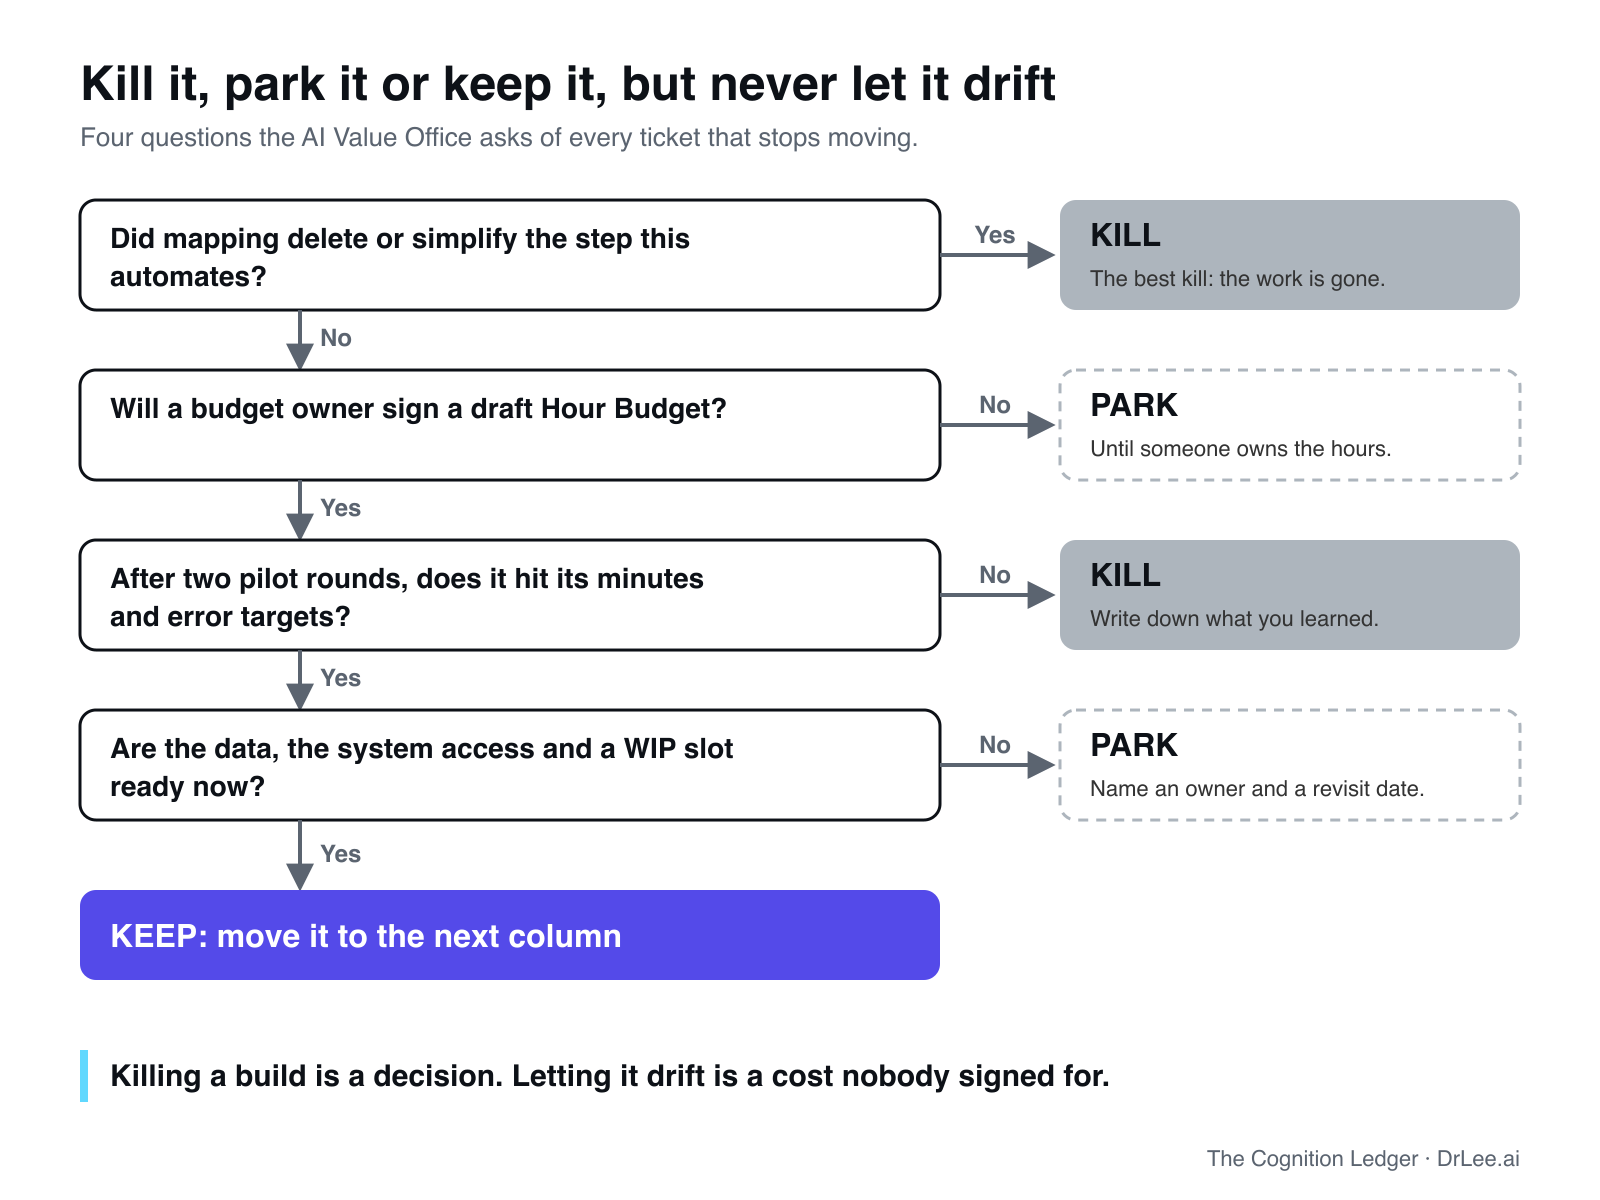 Kill it, park it or keep it, but never let it drift
Four questions the AI Value Office asks of every ticket that stops moving.
Did mapping delete or simplify the step this
automates?
Yes
KILL
The best kill: the work is gone.
No
Will a budget owner sign a draft Hour Budget?
No
PARK
Until someone owns the hours.
Yes
After two pilot rounds, does it hit its minutes
and error targets?
No
KILL
Write down what you learned.
Yes
Are the data, the system access and a WIP slot
ready now?
No
PARK
Name an owner and a revisit date.
Yes
KEEP: move it to the next column
Killing a build is a decision. Letting it drift is a cost nobody signed for.
The Cognition Ledger · DrLee.ai